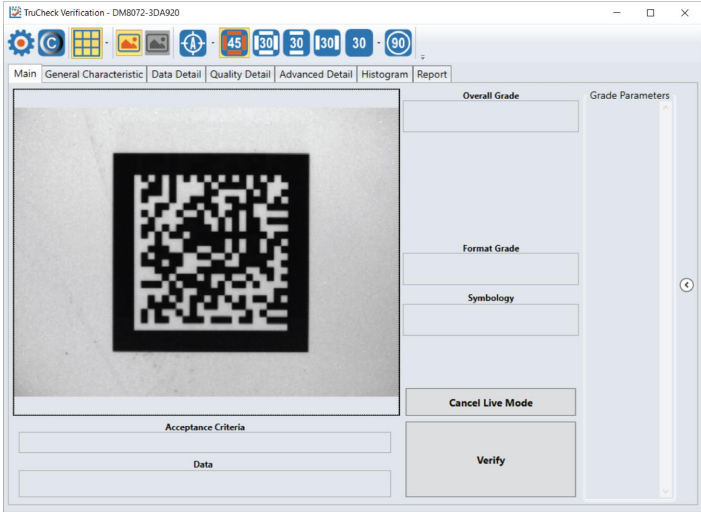 TruCheck Verification - DM8072-3DA920
C A 45 30 30 30 30 90
Main General Characteristic Data Detail Quality Detail Advanced Detail Histogram Report
Overall Grade
Grade Parameters
Format Grade
Symbology
Cancel Live Mode
Acceptance Criteria
Verify
Data